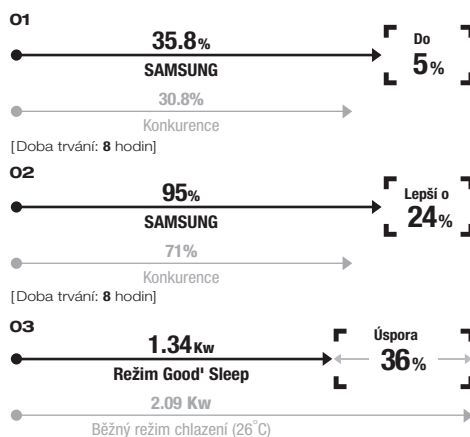 01
35.8%
SAMSUNG
Do
5%
30.8%
Konkurence
[Doba trvání: 8 hodin]
02
95%
SAMSUNG
Lepší o
24%
71%
Konkurence
[Doba trvání: 8 hodin]
03
1.34Kw
Režim Good' Sleep
Úspora
36%
2.09 Kw
Běžný režim chlazení (26°C)